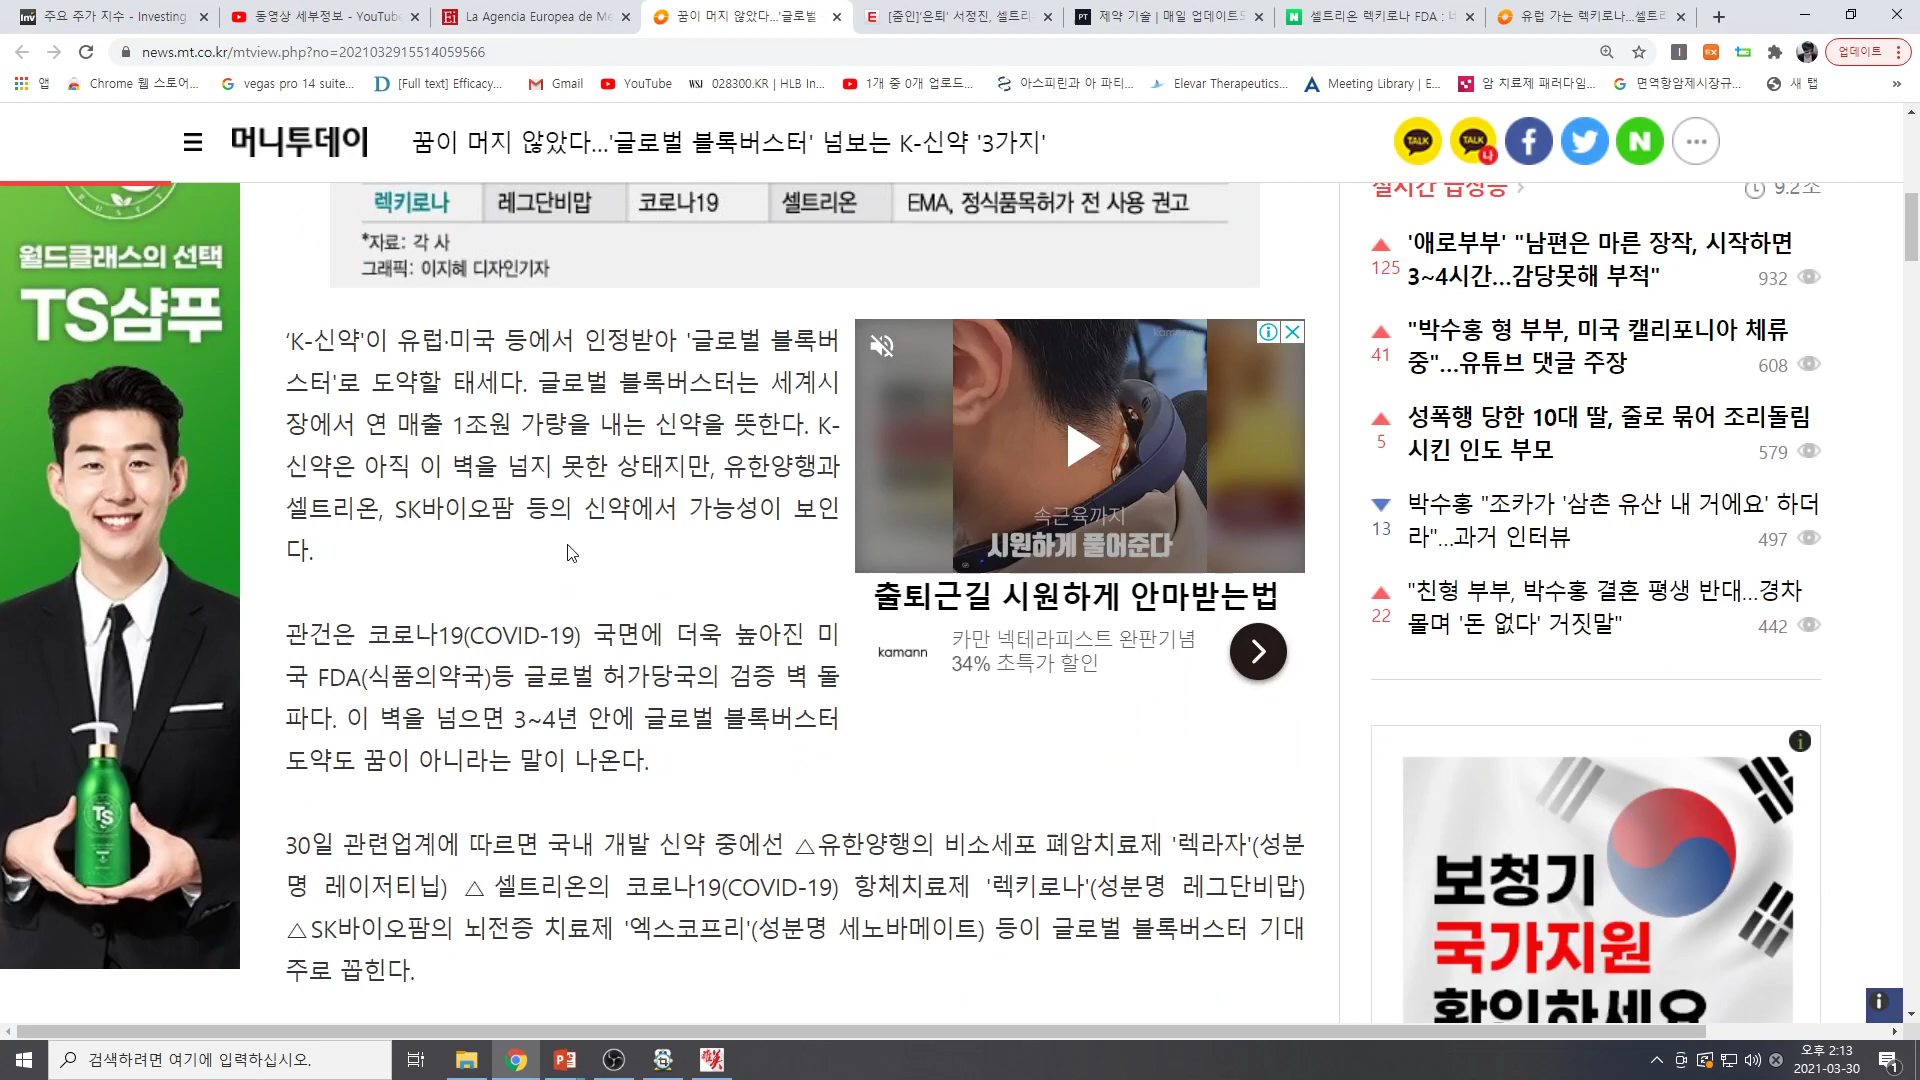 주요 주가 지수 - Investing.
동영상 세부정보 - YouTube
La Agencia Europea de Me
꿈이 머지 않았다...'글로벌
[줌인]'은퇴' 서정진, 셀트리
제약 기술 | 매일 업데이트되
셀트리온 렉키로나 FDA : 네
유럽 가는 렉키로나...셀트리
news.mt.co.kr/mtview.php?no=2021032915514059566
업데이트
앱
Chrome 웹 스토어...
vegas pro 14 suite...
[Full text] Efficacy...
Gmail
YouTube
028300.KR | HLB In...
1개 중 0개 업로드...
아스피린과 아 파티...
Elevar Therapeutics...
Meeting Library | E...
암 치료제 패러다임...
면역항암제시장규...
새 탭
머니투데이
꿈이 머지 않았다...'글로벌 블록버스터' 넘보는 K-신약 '3가지'
TALK
TALK
나
렉키로나 레그단비맙 코로나19 셀트리온 EMA, 정식품목허가 전 사용 권고
*자료: 각 사
그래픽: 이지혜 디자인기자
'K-신약'이 유럽·미국 등에서 인정받아 '글로벌 블록버
스터'로 도약할 태세다. 글로벌 블록버스터는 세계시
장에서 연 매출 1조원 가량을 내는 신약을 뜻한다. K-
신약은 아직 이 벽을 넘지 못한 상태지만, 유한양행과
셀트리온, SK바이오팜 등의 신약에서 가능성이 보인
다.
관건은 코로나19(COVID-19) 국면에 더욱 높아진 미
국 FDA(식품의약국)등 글로벌 허가당국의 검증 벽 돌
파다. 이 벽을 넘으면 3~4년 안에 글로벌 블록버스터
도약도 꿈이 아니라는 말이 나온다.
30일 관련업계에 따르면 국내 개발 신약 중에선 △유한양행의 비소세포 폐암치료제 '렉라자'(성분
명 레이저티닙) △셀트리온의 코로나19(COVID-19) 항체치료제 '렉키로나'(성분명 레그단비맙)
△SK바이오팜의 뇌전증 치료제 '엑스코프리'(성분명 세노바메이트) 등이 글로벌 블록버스터 기대
주로 꼽힌다.
월드클래스의 선택
TS샴푸
TS
속근육까지
시원하게 풀어준다
출퇴근길 시원하게 안마받는법
kamann
카만 넥테라피스트 완판기념
34% 초특가 할인
실시간 급상승
9.2초
'애로부부' "남편은 마른 장작, 시작하면
3~4시간...감당못해 부적"
125
932
"박수홍 형 부부, 미국 캘리포니아 체류
중"...유튜브 댓글 주장
41
608
성폭행 당한 10대 딸, 줄로 묶어 조리돌림
시킨 인도 부모
5
579
박수홍 "조카가 '삼촌 유산 내 거에요' 하더
라"...과거 인터뷰
13
497
"친형 부부, 박수홍 결혼 평생 반대...경차
몰며 '돈 없다' 거짓말"
22
442
보청기
국가지원
확인하세요
검색하려면 여기에 입력하십시오.
오후 2:13
2021-03-30